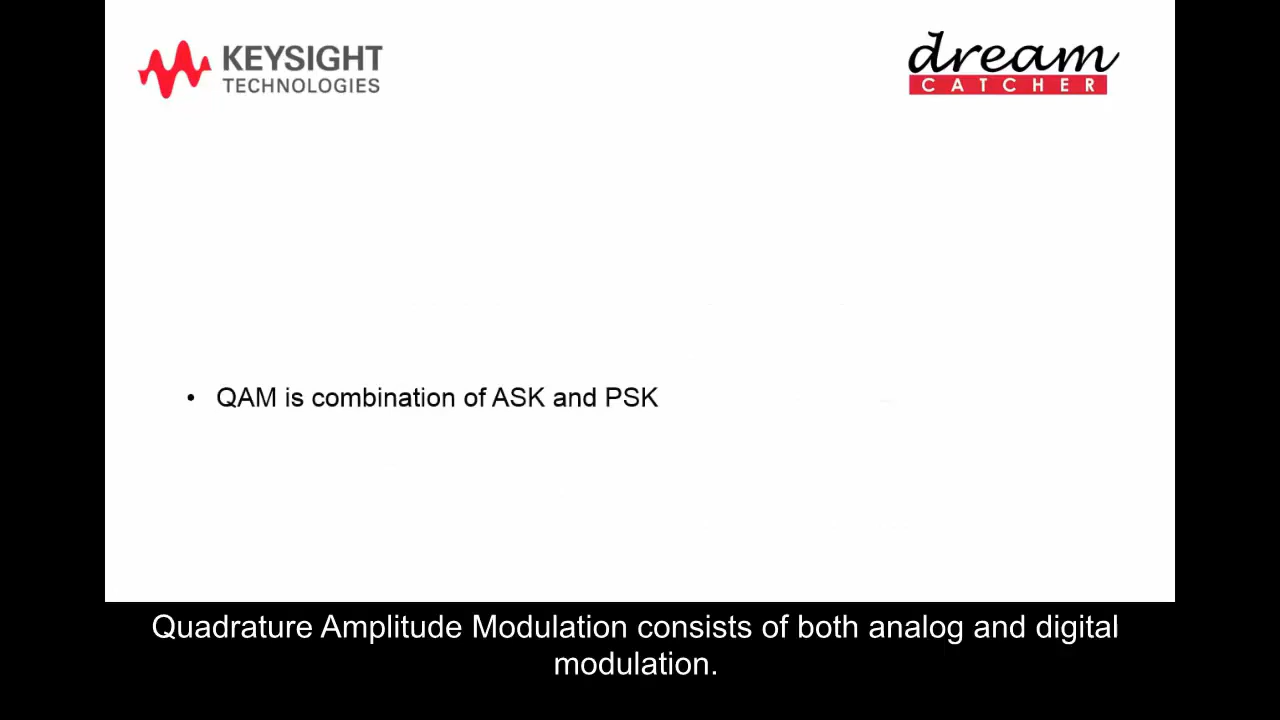 KEYSIGHT
TECHNOLOGIES
dream
CATCHER
• QAM is combination of ASK and PSK
Quadrature Amplitude Modulation consists of both analog and digital
modulation.